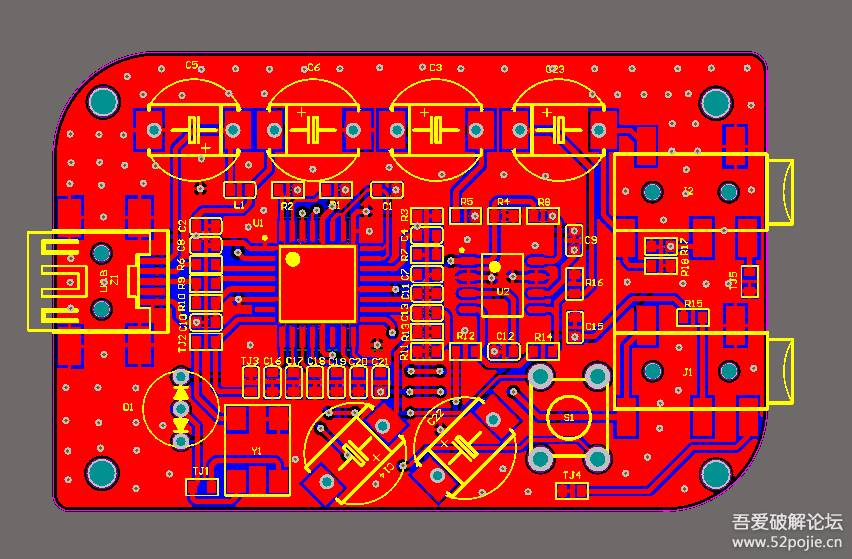 C5
C6
C3
C23
L1
R2
C1
R3
R5
R4
R8
J2
U1
C2
C8
R6
R9
R10
C10
TJ2
C4
R7
C7
C11
C13
R13
R11
C9
R16
C15
U2
R17
R18
TJ5
R15
USB
Z1
R12
C12
R14
TJ3
C16
C17
C18
C19
C20
C21
J1
D1
Y1
C14
C22
S1
TJ1
TJ4
吾爱破解论坛
www.52pojie.cn